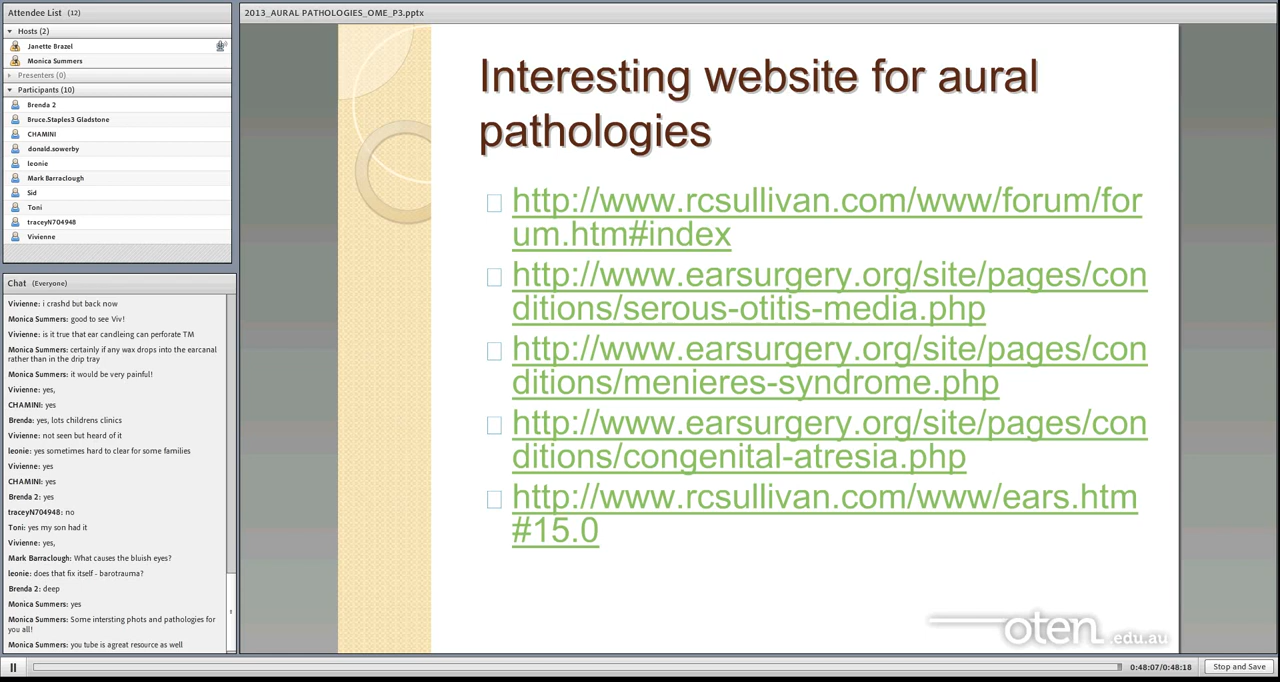 Attendee List (12)
Hosts (2)
Janette Brazel
Monica Summers
Presenters (0)
Participants (10)
Brenda 2
Bruce.Staples3 Gladstone
CHAMINI
donald.sowerby
leonie
Mark Barraclough
Sid
Toni
traceyN704948
Vivienne
Chat (Everyone)
Vivienne: i crashd but back now
Monica Summers: good to see Viv!
Vivienne: is it true that ear candleing can perforate TM
Monica Summers: certainly if any wax drops into the earcanal
rather than in the drip tray
Monica Summers: it would be very painful!
Vivienne: yes,
CHAMINI: yes
Brenda: yes, lots childrens clinics
Vivienne: not seen but heard of it
leonie: yes sometimes hard to clear for some families
Vivienne: yes
CHAMINI: yes
Brenda 2: yes
traceyN704948: no
Toni: yes my son had it
Vivienne: yes,
Mark Barraclough: What causes the bluish eyes?
leonie: does that fix itself - barotrauma?
Brenda 2: deep
Monica Summers: yes
Monica Summers: Some intersting phots and pathologies for
you all!
Monica Summers: you tube is agreat resource as well
2013_AURAL PATHOLOGIES_OME_P3.pptx
Interesting website for aural
pathologies
http://www.rcsullivan.com/www/forum/for
um.htm#index
http://www.earsurgery.org/site/pages/con
ditions/serous-otitis-media.php
http://www.earsurgery.org/site/pages/con
ditions/menieres-syndrome.php
http://www.earsurgery.org/site/pages/con
ditions/congenital-atresia.php
http://www.rcsullivan.com/www/ears.htm
#15.0
oten.edu.au
0:48:07/0:48:18
Stop and Save